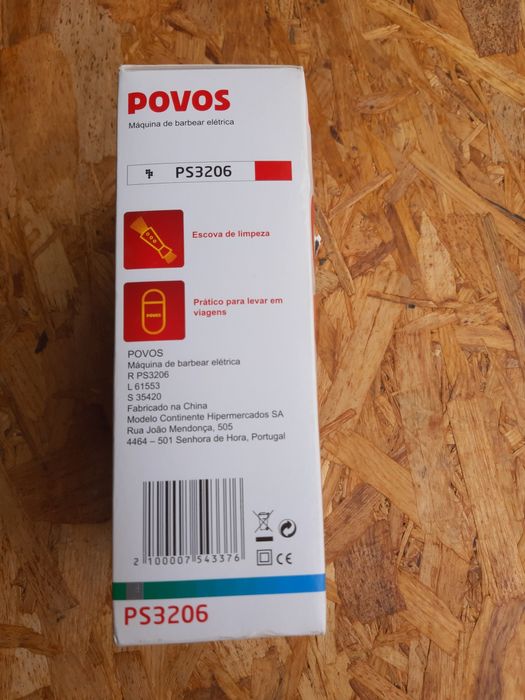 POVOS
Máquina de barbear elétrica
PS3206
Escova de limpeza
Prático para levar em
viagens
POVOS
POVOS
Máquina de barbear elétrica
R PS3206
L 61553
S 35420
Fabricado na China
Modelo Continente Hipermercados SA
Rua João Mendonça, 505
4464 – 501 Senhora de Hora, Portugal
2 100007 543376
CE
PS3206